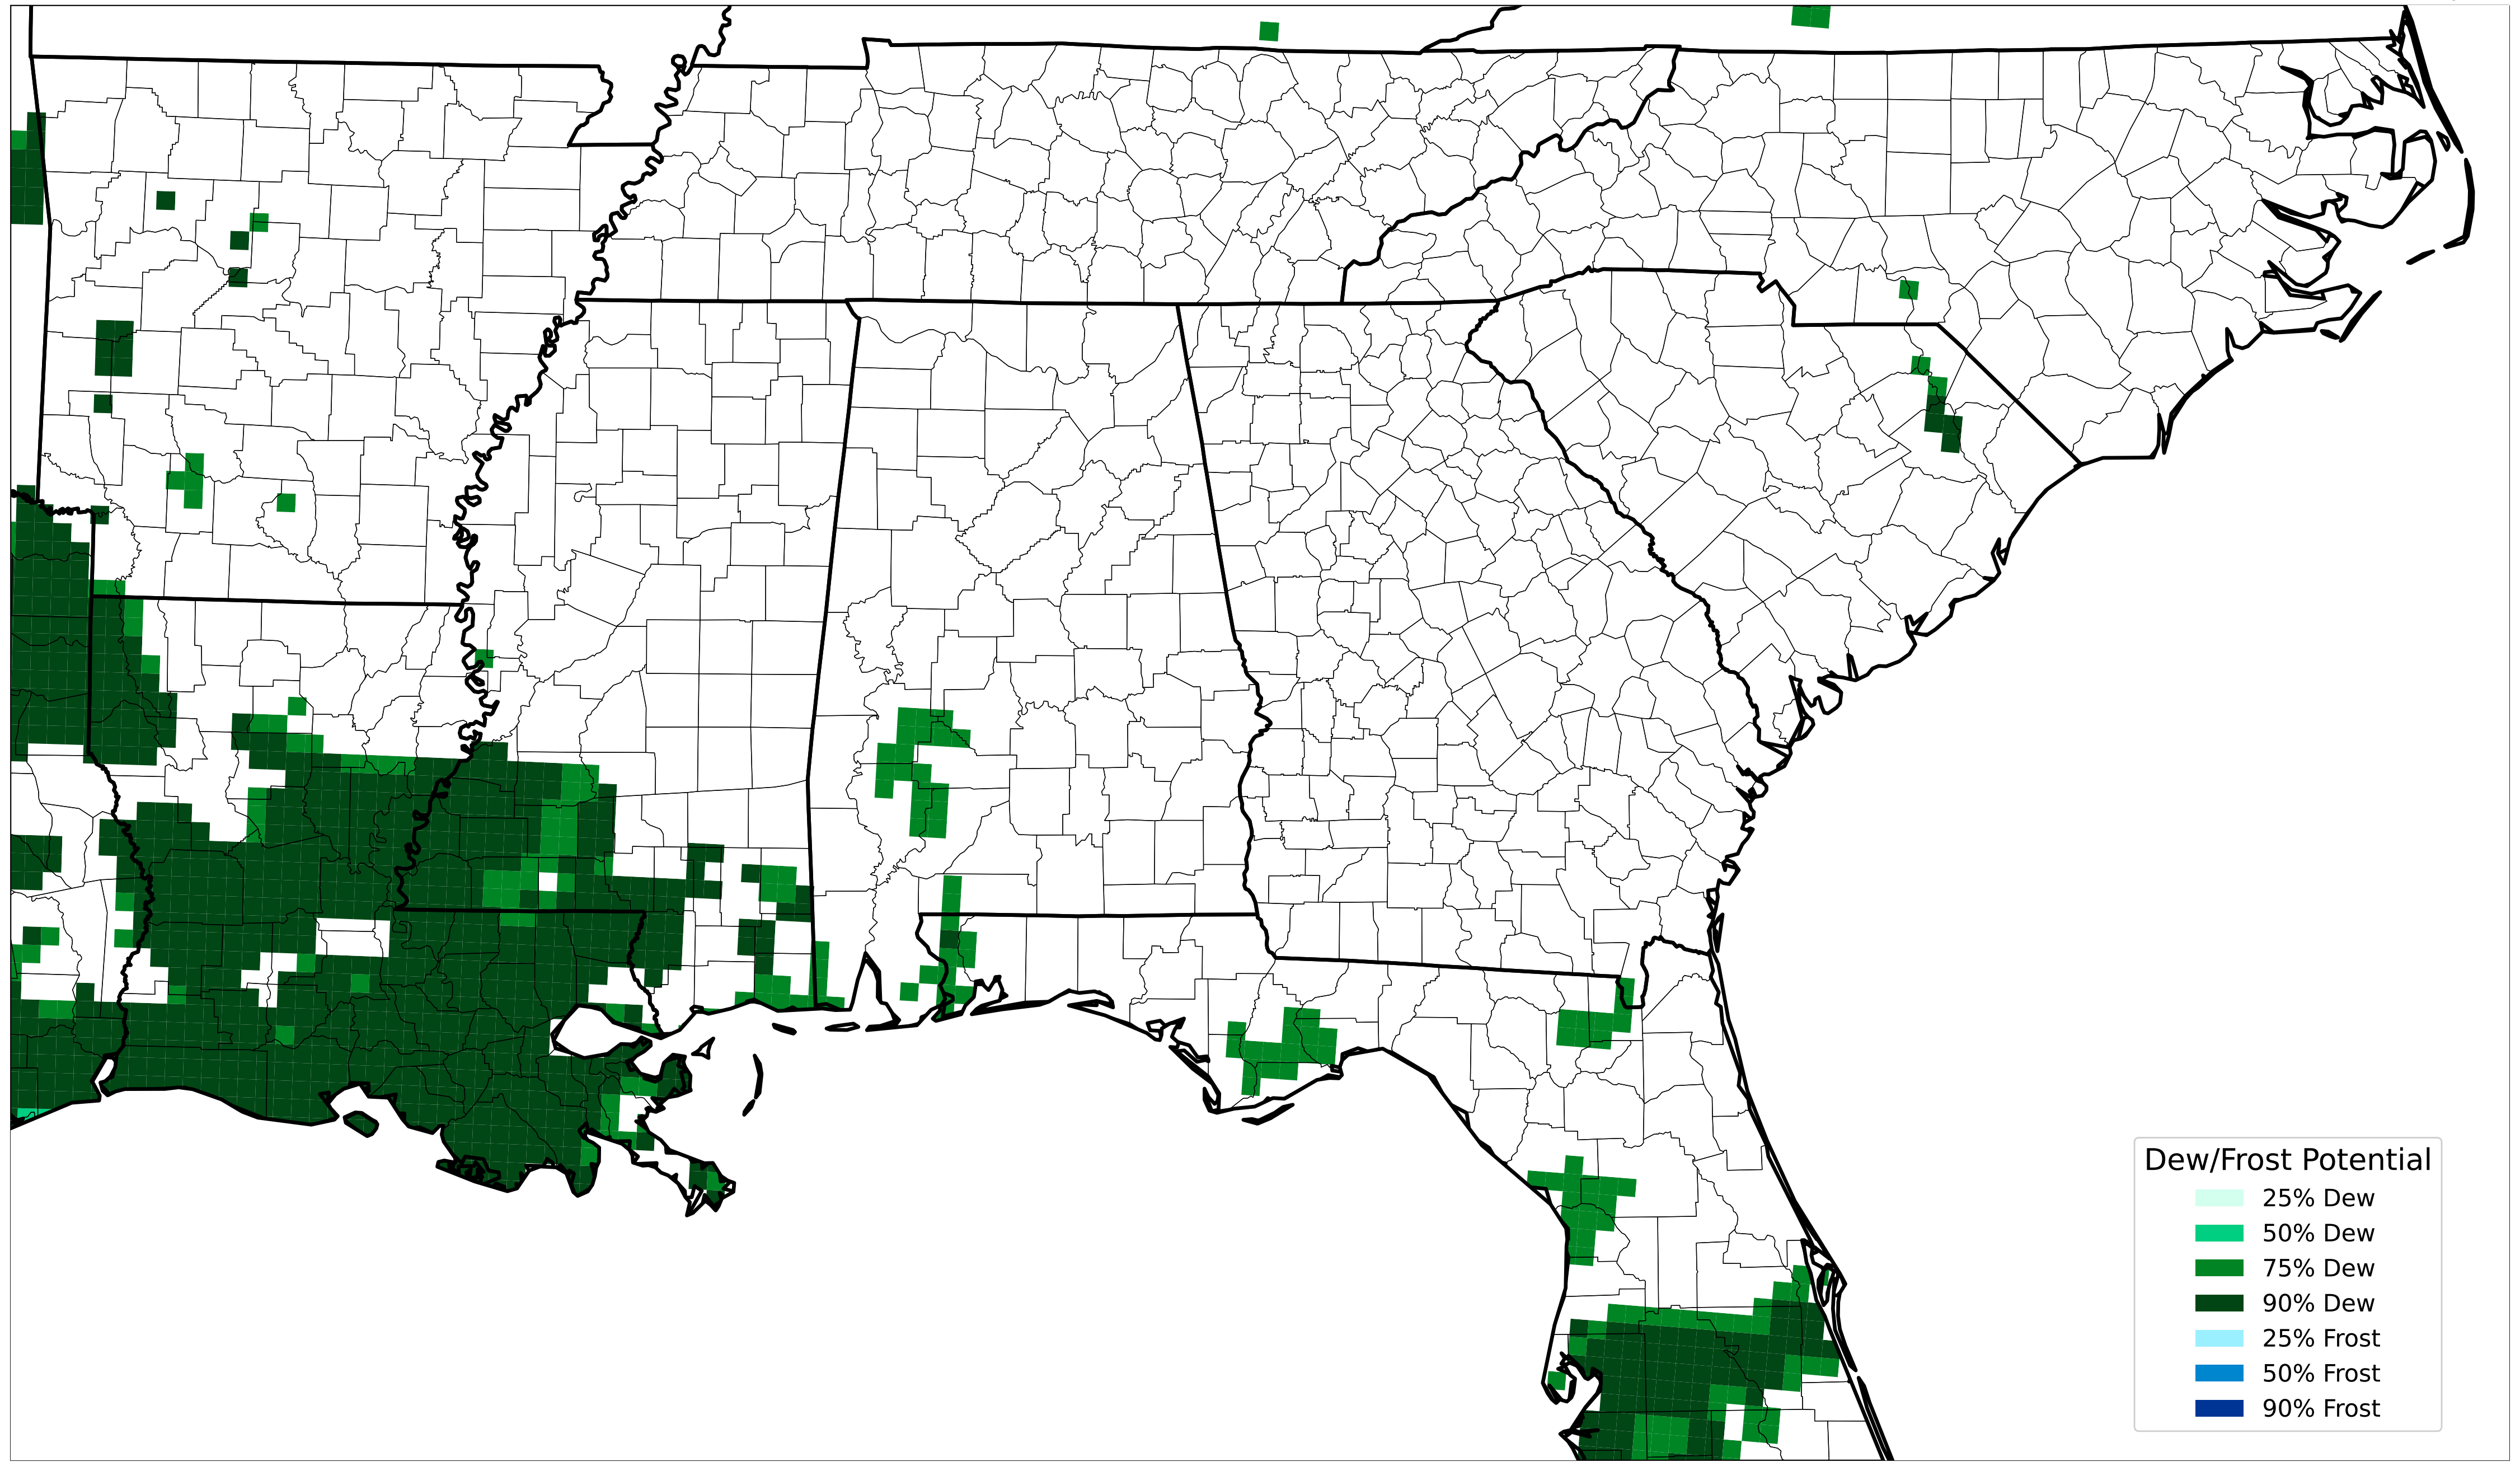 Dew/Frost Potential
25% Dew
50% Dew
75% Dew
90% Dew
25% Frost
50% Frost
90% Frost